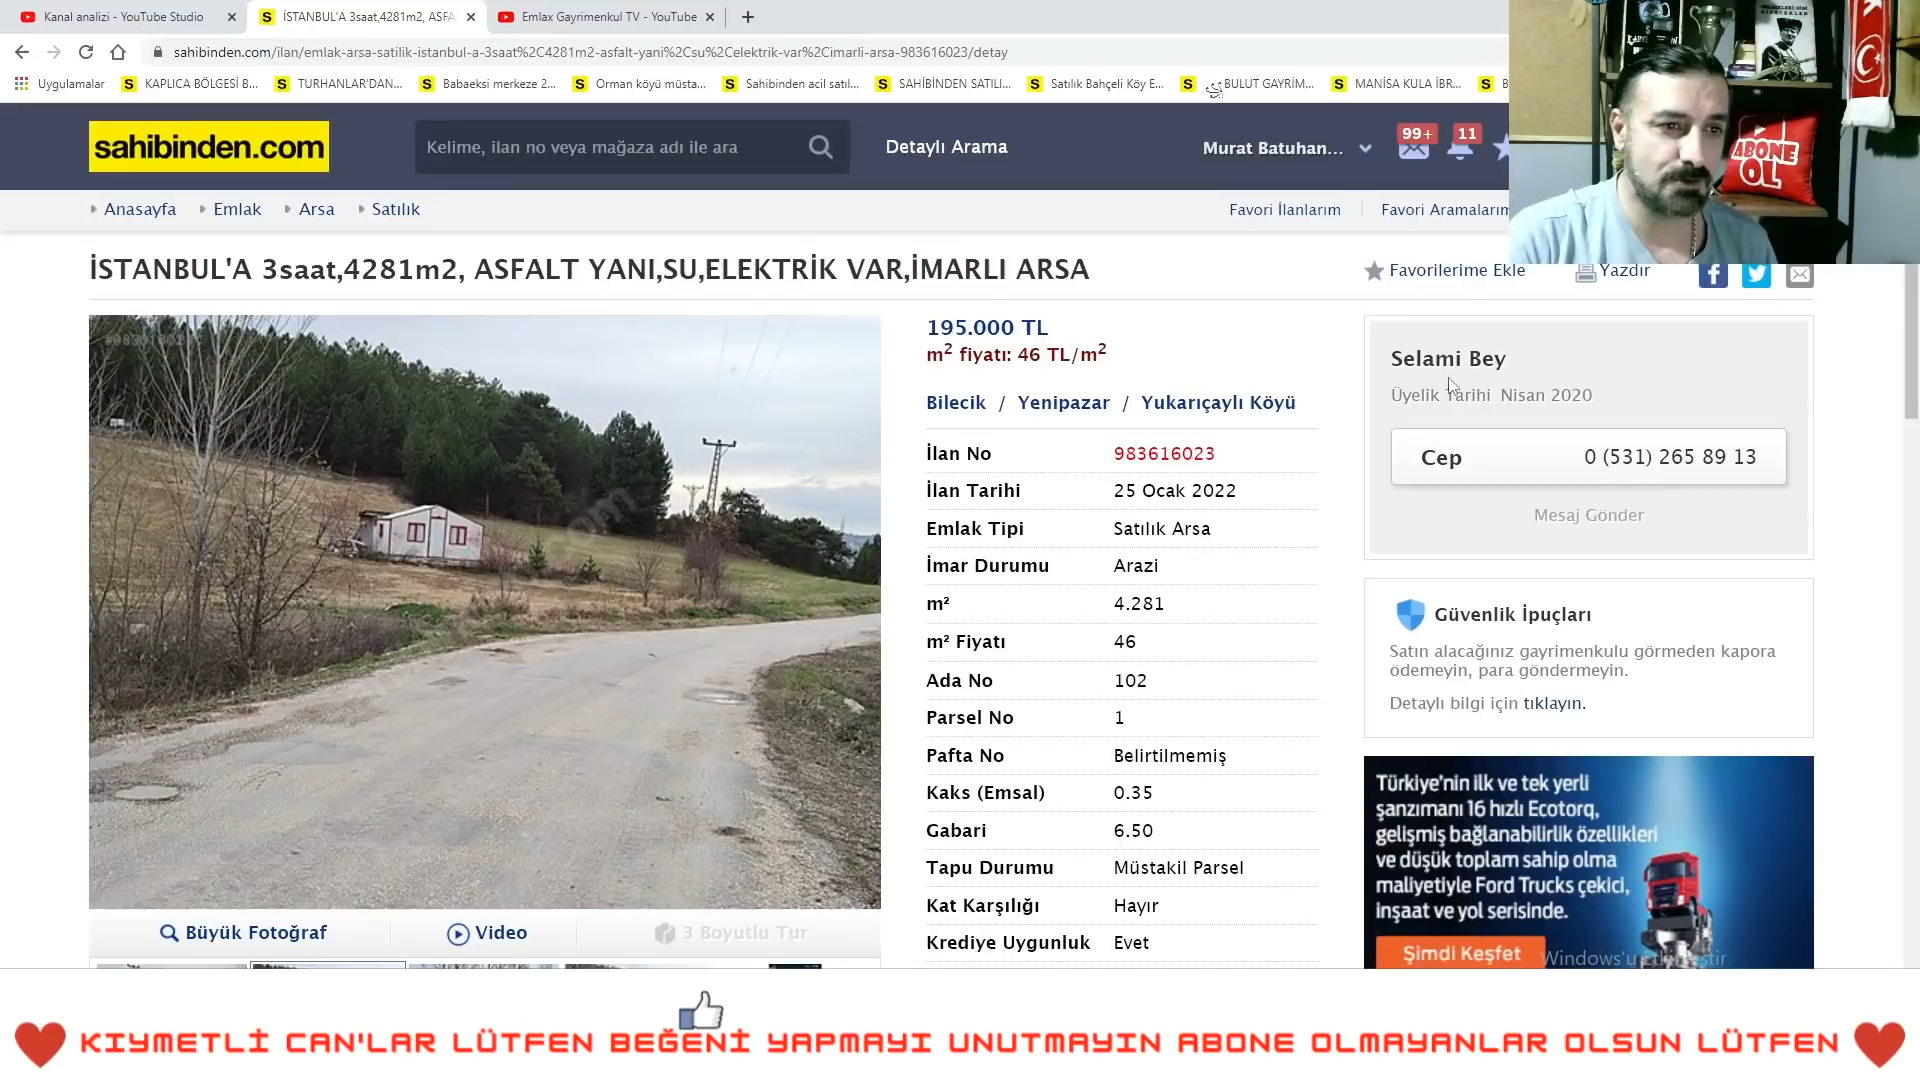 Kanal analizi - YouTube Studio
İSTANBUL'A 3saat,4281m2, ASFA
Emlax Gayrimenkul TV - YouTube
sahibinden.com/ilan/emlak-arsa-satilik-istanbul-a-3saat%2C4281m2-asfalt-yani%2Csu%2Celektrik-var%2Cimarli-arsa-983616023/detay
Uygulamalar
KAPLICA BÖLGESİ B...
TURHANLAR'DAN...
Babaeksi merkeze 2...
Orman köyü müsta...
Sahibinden acil satıl...
SAHİBİNDEN SATILI...
Satılık Bahçeli Köy E...
BULUT GAYRİM...
MANİSA KULA İBR...
sahibinden.com
Kelime, ilan no veya mağaza adı ile ara
Detaylı Arama
Murat Batuhan...
99+
11
ABONE
OL
Anasayfa
Emlak
Arsa
Satılık
Favori İlanlarım
Favori Aramalarım
İSTANBUL'A 3saat,4281m2, ASFALT YANI,SU,ELEKTRİK VAR,İMARLI ARSA
Favorilerime Ekle
Yazdır
195.000 TL
m² fiyatı: 46 TL/m²
Bilecik / Yenipazar / Yukarıçaylı Köyü
İlan No 983616023
İlan Tarihi 25 Ocak 2022
Emlak Tipi Satılık Arsa
İmar Durumu Arazi
m² 4.281
m² Fiyatı 46
Ada No 102
Parsel No 1
Pafta No Belirtilmemiş
Kaks (Emsal) 0.35
Gabari 6.50
Tapu Durumu Müstakil Parsel
Kat Karşılığı Hayır
Krediye Uygunluk Evet
Selami Bey
Üyelik Tarihi Nisan 2020
Cep 0 (531) 265 89 13
Mesaj Gönder
Güvenlik İpuçları
Satın alacağınız gayrimenkulu görmeden kapora
ödemeyin, para göndermeyin.
Detaylı bilgi için tıklayın.
Türkiye'nin ilk ve tek yerli
şanzımanı 16 hızlı Ecotorq,
gelişmiş bağlanabilirlik özellikleri
ve düşük toplam sahip olma
maliyetiyle Ford Trucks çekici,
inşaat ve yol serisinde.
Şimdi Keşfet
Büyük Fotoğraf
Video
3 Boyutlu Tur
KIYMETLİ CAN'LAR LÜTFEN BEĞENİ YAPMAYI UNUTMAYIN ABONE OLMAYANLAR OLSUN LÜTFEN